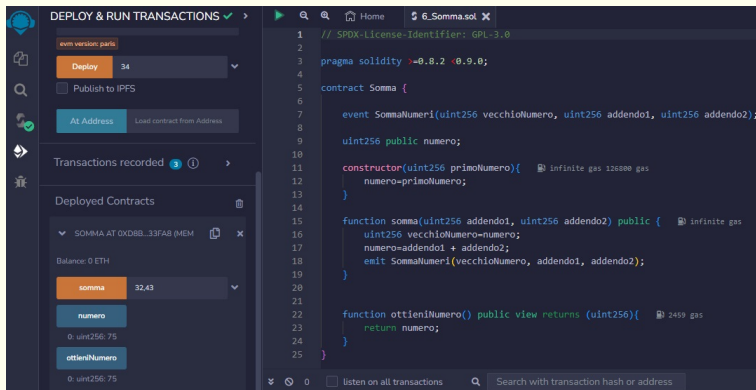 DEPLOY & RUN TRANSACTIONS
evm version: paris
Deploy 34
Publish to IPFS
At Address Load contract from Address
Transactions recorded 3
Deployed Contracts
SOMMA AT 0XD8B...33FA8 (MEM
Balance: 0 ETH
somma 32,43
numero
0: uint256: 75
ottieniNumero
0: uint256: 75
Home 6_Somma.sol
1 // SPDX-License-Identifier: GPL-3.0
2
3 pragma solidity >=0.8.2 <0.9.0;
4
5 contract Somma {
6
7 event SommaNumeri(uint256 vecchioNumero, uint256 addendo1, uint256 addendo2);
8
9 uint256 public numero;
10
11 constructor(uint256 primoNumero){ infinite gas 126800 gas
12 numero=primoNumero;
13 }
14
15 function somma(uint256 addendo1, uint256 addendo2) public { infinite gas
16 uint256 vecchioNumero=numero;
17 numero=addendo1 + addendo2;
18 emit SommaNumeri(vecchioNumero, addendo1, addendo2);
19 }
20
21
22 function ottieniNumero() public view returns (uint256){ 2459 gas
23 return numero;
24 }
25 }
0 listen on all transactions Search with transaction hash or address